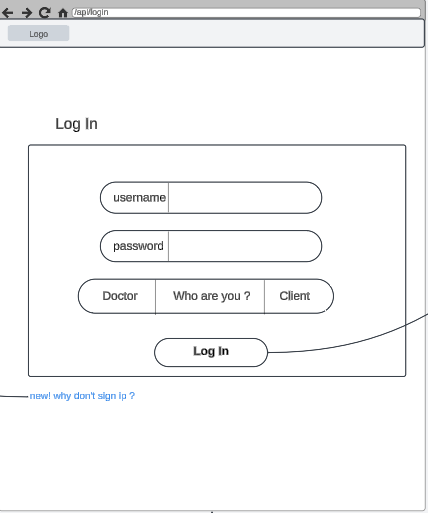 /api/login
Logo
Log In
username
password
Doctor Who are you ? Client
Log In
new! why don't sign Ip ?